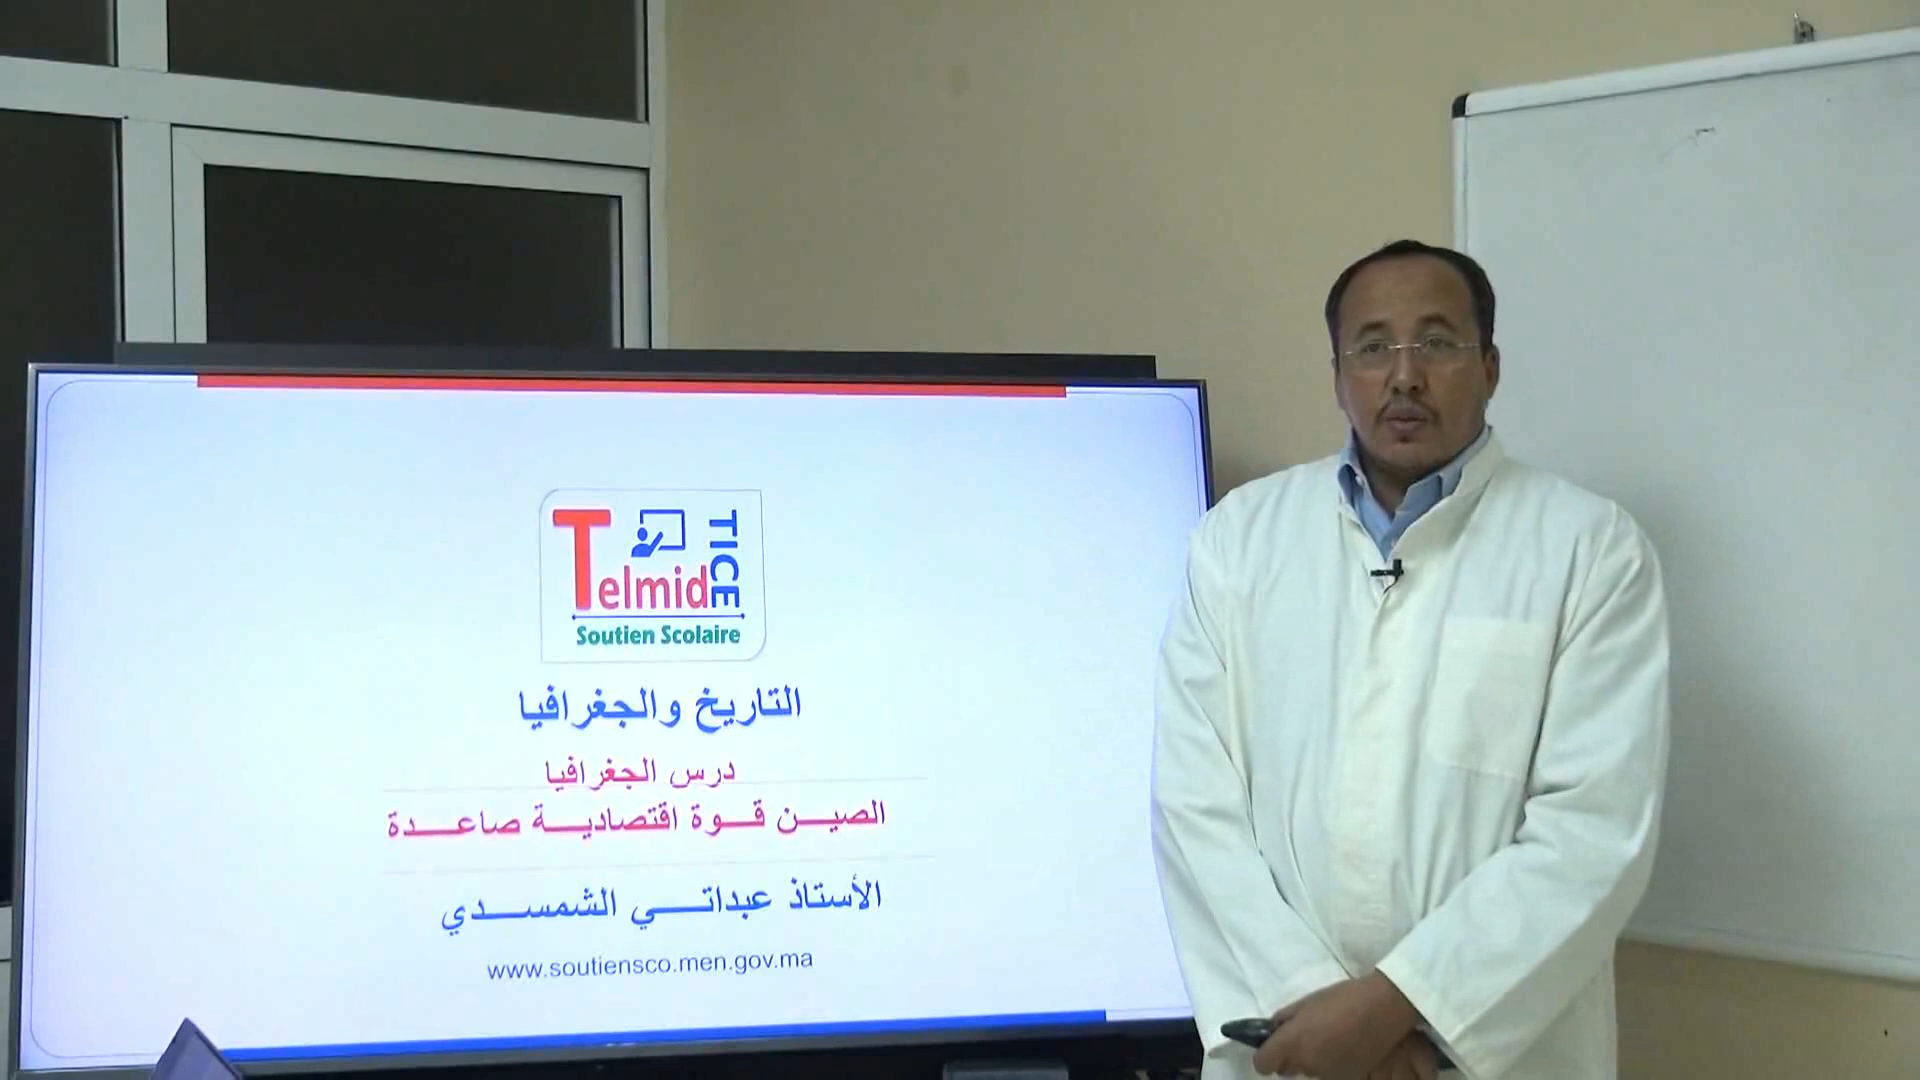 Telmid TICE
Soutien Scolaire
التاريخ والجغرافيا
درس الجغرافيا
الصين قوة اقتصادية صاعدة
الأستاذ عبداتي الشمسدي
www.soutiensco.men.gov.ma